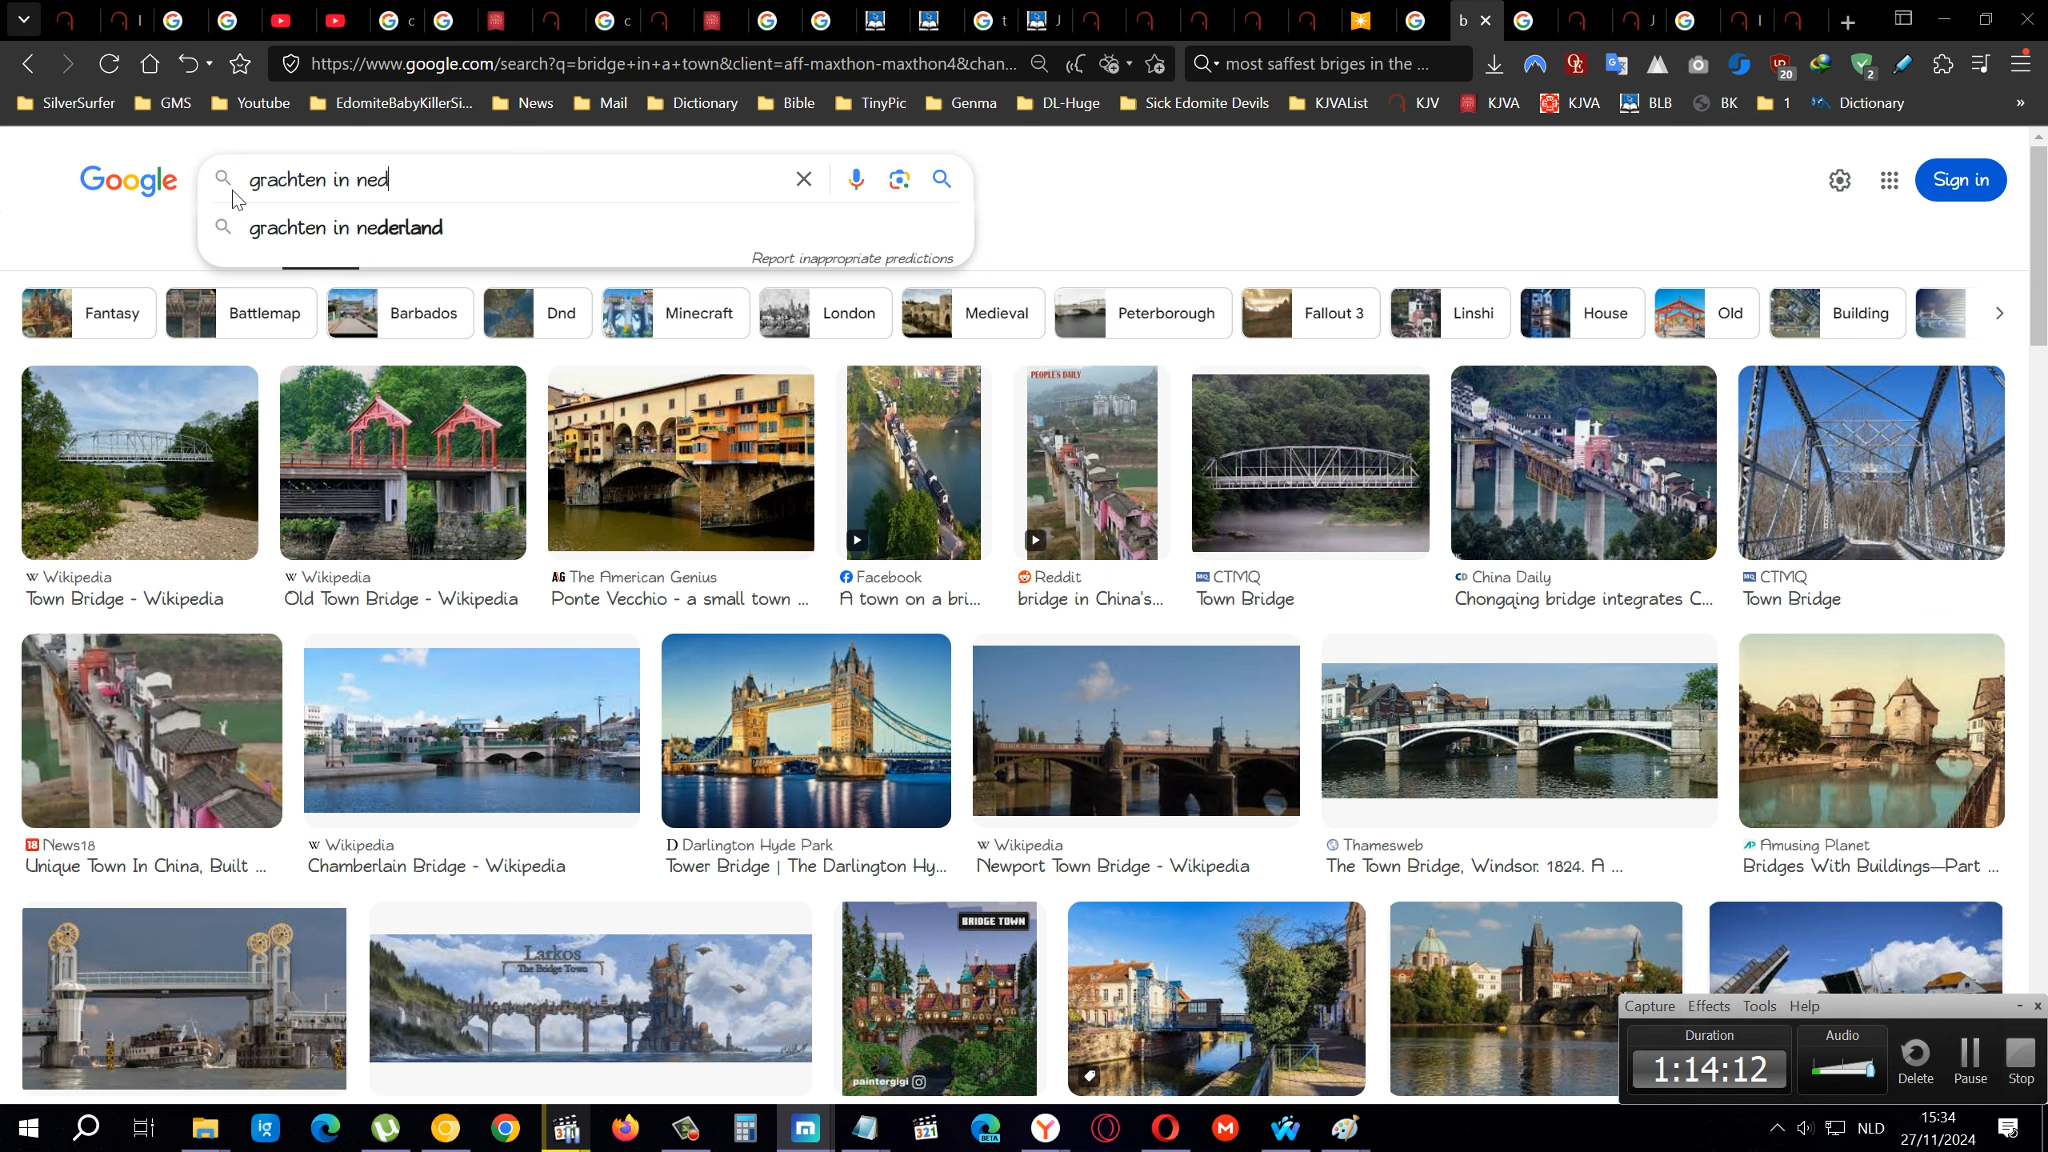 https://www.google.com/search?q=bridge+in+a+town&client=aff-maxthon-maxthon4&chan...
most saffest briges in the ...
20
2
SilverSurfer
GMS
Youtube
EdomiteBabyKillerSi...
News
Mail
Dictionary
Bible
TinyPic
Genma
DL-Huge
Sick Edomite Devils
KJVAList
KJV
KJVA
KJVA
BLB
BK
1
Dictionary
»
Google
grachten in ned
Sign in
grachten in nederland
Report inappropriate predictions
Fantasy
Battlemap
Barbados
Dnd
Minecraft
London
Medieval
Peterborough
Fallout 3
Linshi
House
Old
Building
PEOPLE'S DAILY
Wikipedia
Town Bridge - Wikipedia
Wikipedia
Old Town Bridge - Wikipedia
The American Genius
Ponte Vecchio - a small town ...
Facebook
A town on a bri...
Reddit
bridge in China's...
CTMQ
Town Bridge
China Daily
Chongqing bridge integrates C...
CTMQ
Town Bridge
News18
Unique Town In China, Built ...
Wikipedia
Chamberlain Bridge - Wikipedia
Darlington Hyde Park
Tower Bridge | The Darlington Hy...
Wikipedia
Newport Town Bridge - Wikipedia
Thamesweb
The Town Bridge, Windsor. 1824. A ...
Amusing Planet
Bridges With Buildings—Part ...
Larkos
The Bridge Town
BRIDGE TOWN
paintergigi
Capture Effects Tools Help
Duration
Audio
1:14:12
Delete
Pause
Stop
NLD
15:34
27/11/2024